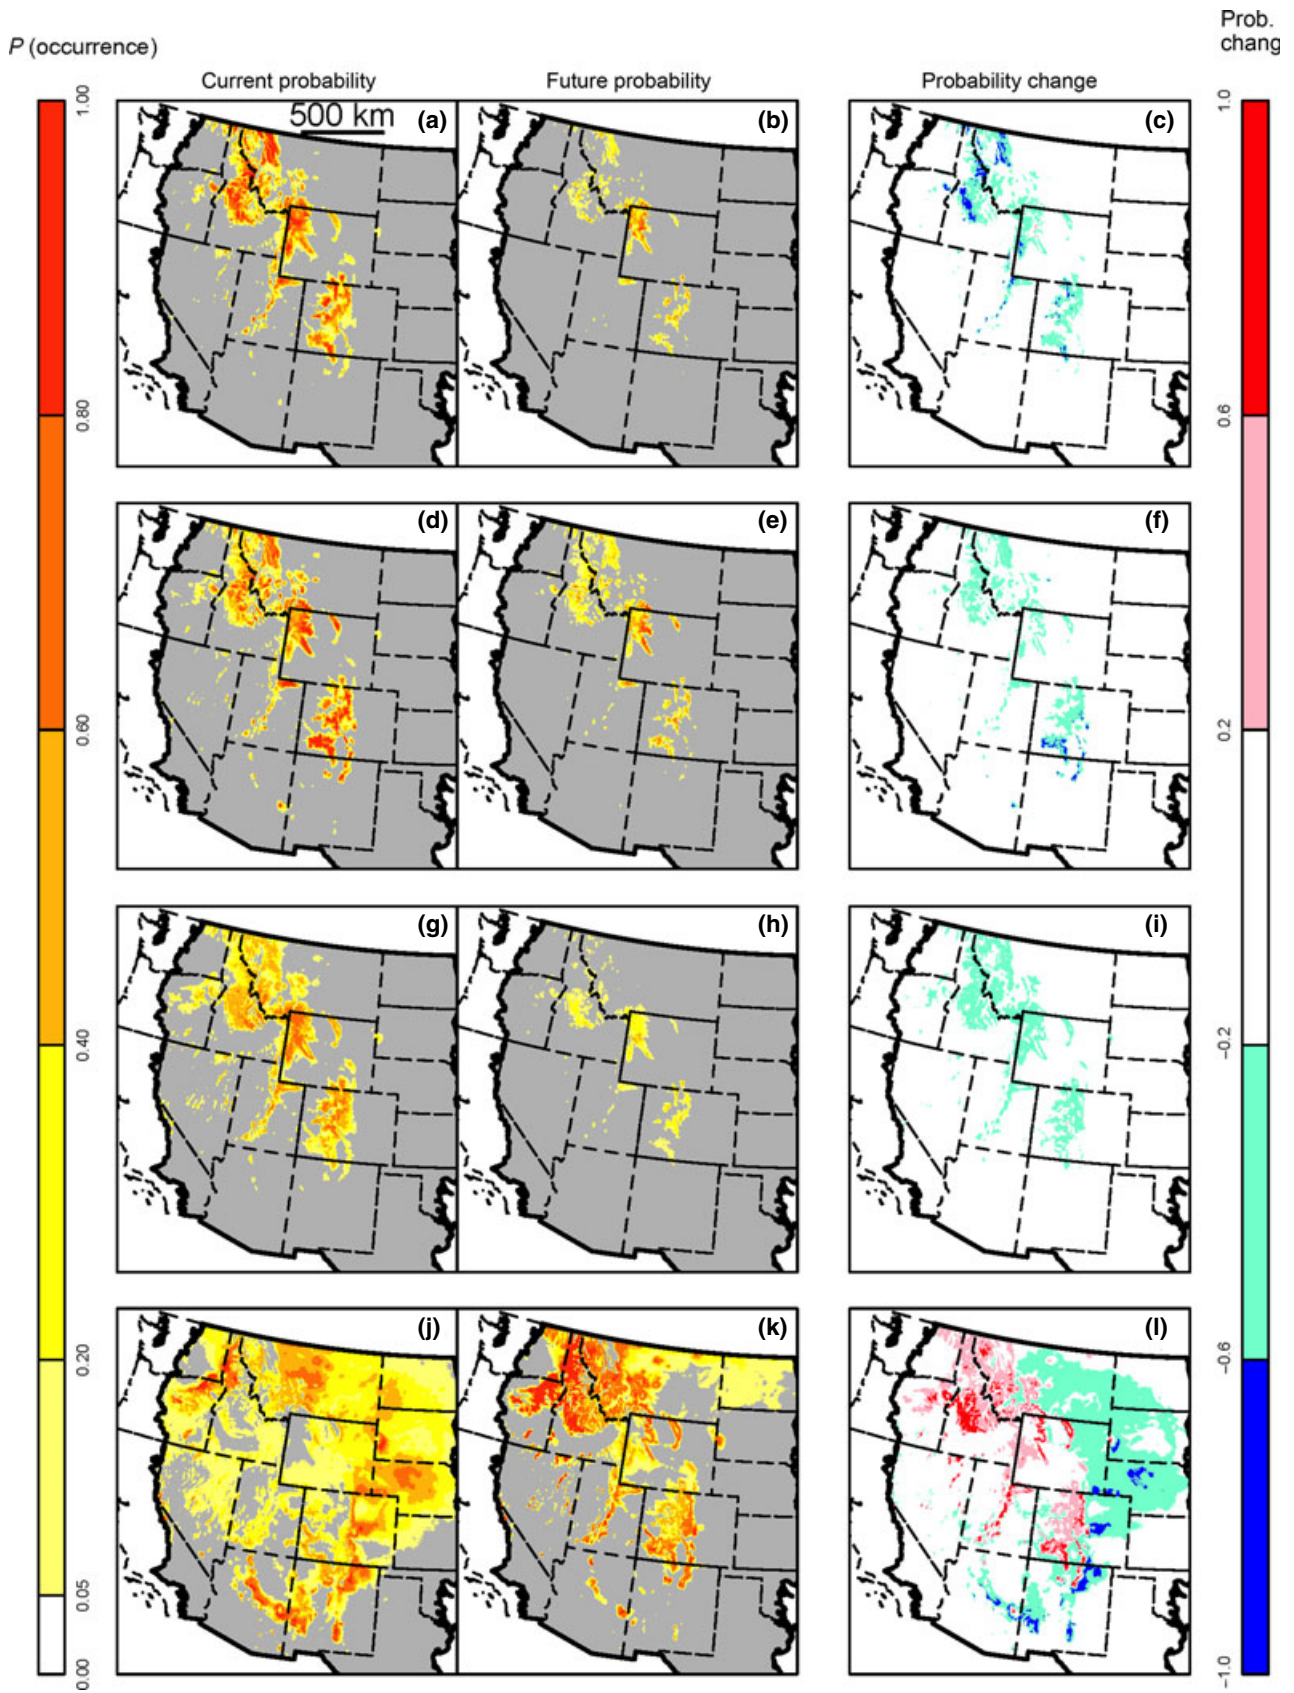 Prob.
chang
P (occurrence)
Current probability
Future probability
Probability change
1.00
0.80
0.60
0.40
0.20
0.05
0.00
500 km
(a)
(b)
(c)
1.0
0.6
0.2
−0.2
−0.6
−1.0
(d)
(e)
(f)
(g)
(h)
(i)
(j)
(k)
(l)